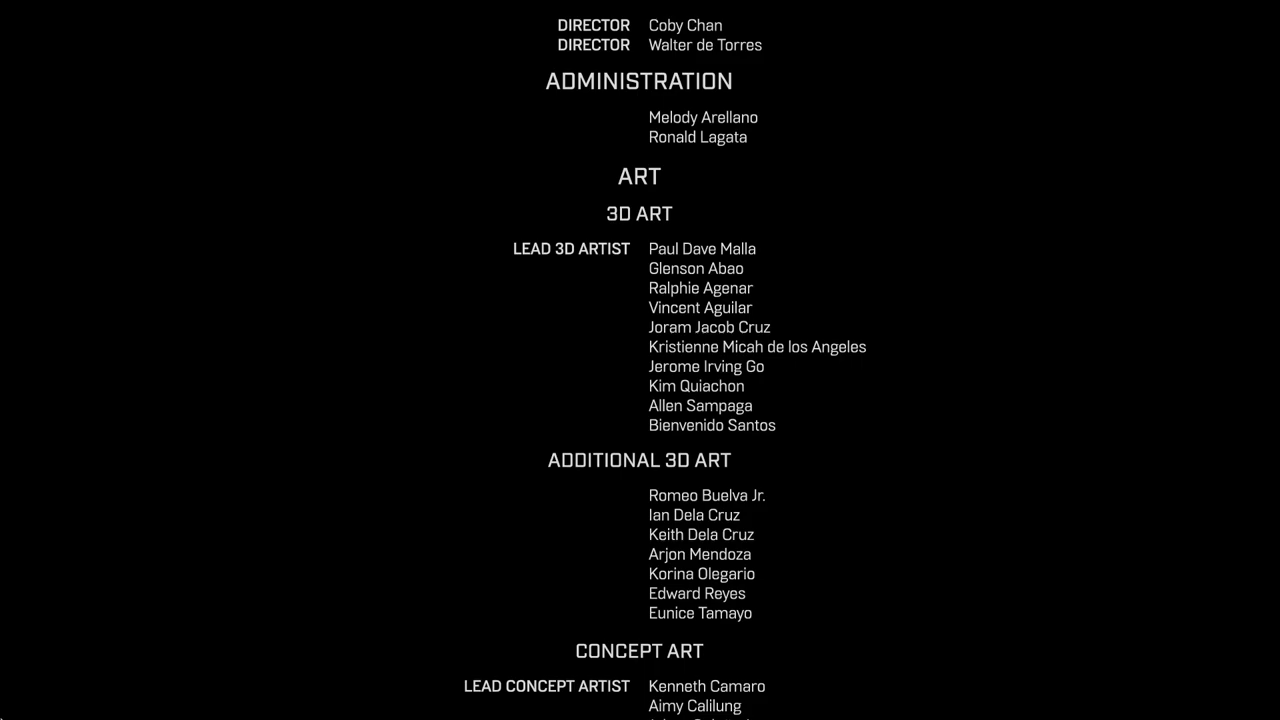 DIRECTOR Coby Chan
DIRECTOR Walter de Torres
ADMINISTRATION
Melody Arellano
Ronald Lagata
ART
3D ART
LEAD 3D ARTIST Paul Dave Malla
Glenson Abao
Ralphie Agenar
Vincent Aguilar
Joram Jacob Cruz
Kristienne Micah de los Angeles
Jerome Irving Go
Kim Quiachon
Allen Sampaga
Bienvenido Santos
ADDITIONAL 3D ART
Romeo Buelva Jr.
Ian Dela Cruz
Keith Dela Cruz
Arjon Mendoza
Korina Olegario
Edward Reyes
Eunice Tamayo
CONCEPT ART
LEAD CONCEPT ARTIST Kenneth Camaro
Aimy Calilung